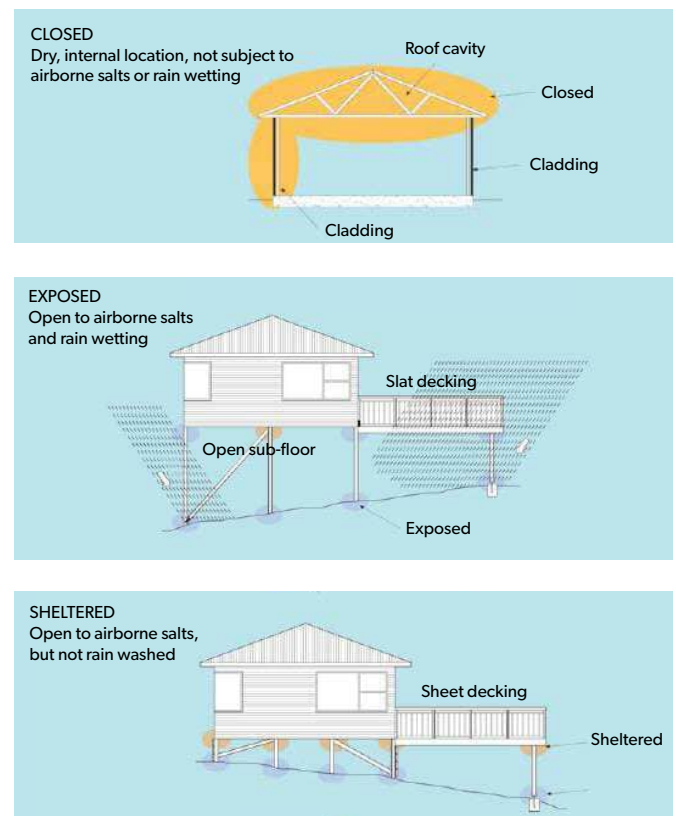 CLOSED
Dry, internal location, not subject to
airborne salts or rain wetting
Roof cavity
Closed
Cladding
Cladding
EXPOSED
Open to airborne salts
and rain wetting
Slat decking
Open sub-floor
Exposed
SHELTERED
Open to airborne salts,
but not rain washed
Sheet decking
Sheltered